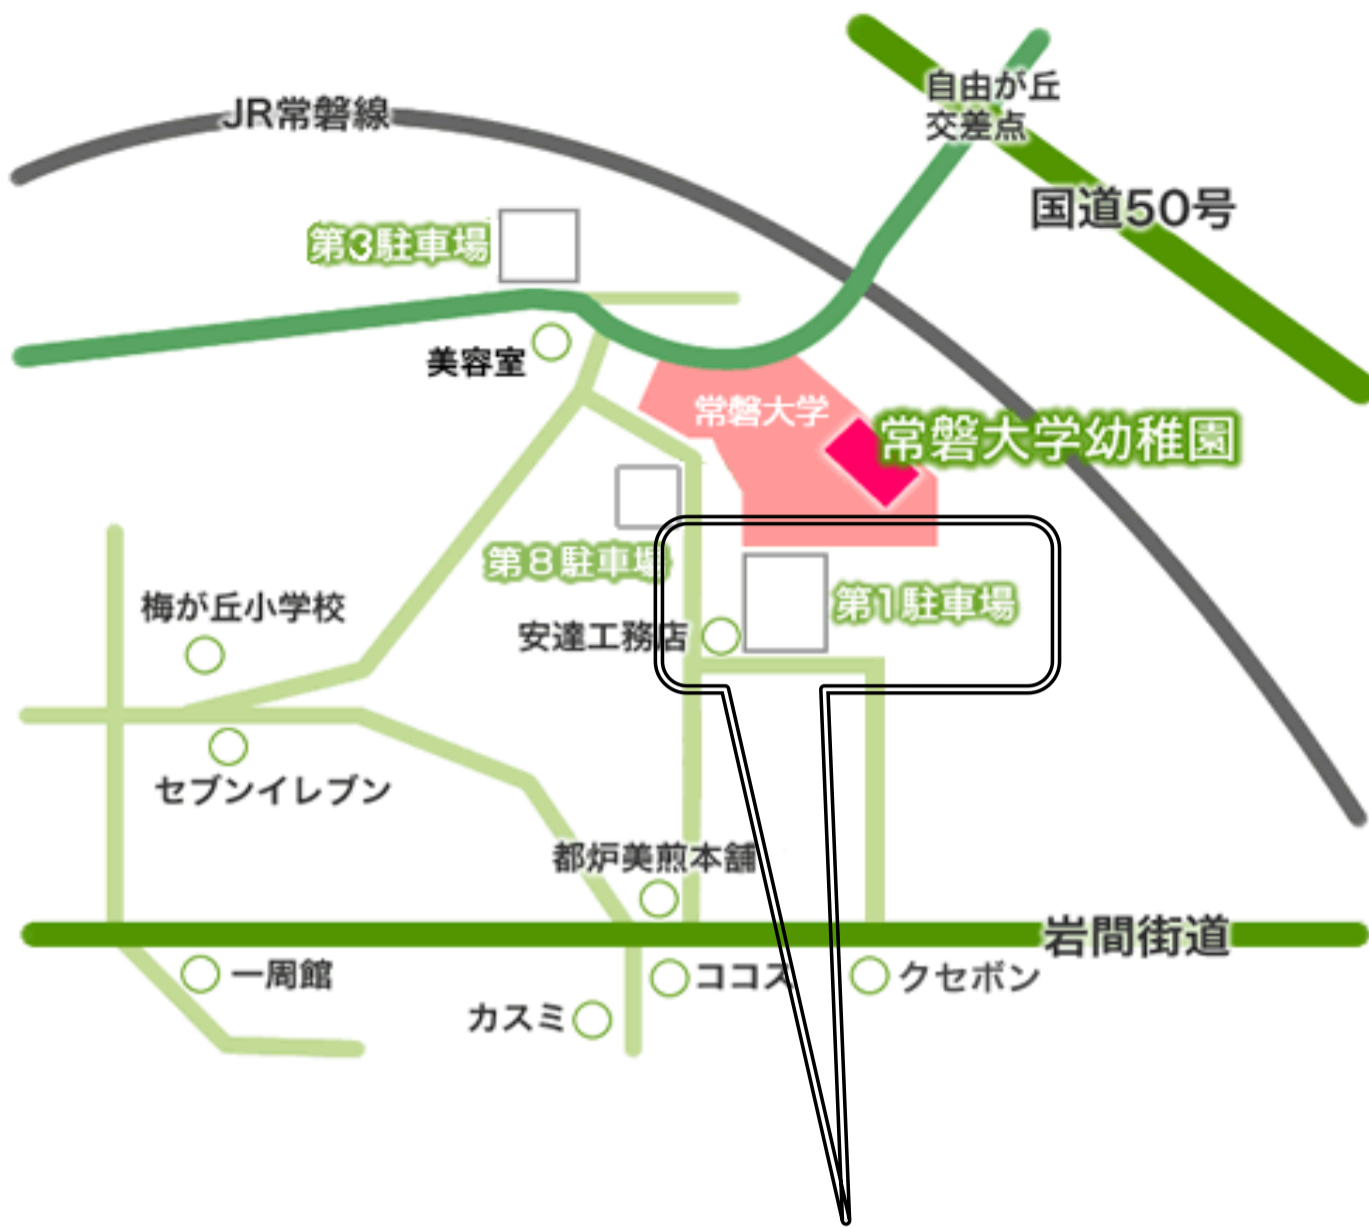 自由が丘
交差点
JR常磐線
国道50号
第3駐車場
美容室
常磐大学
常磐大学幼稚園
第8駐車場
第1駐車場
梅が丘小学校
安達工務店
セブンイレブン
都炉美煎本舗
岩間街道
一周館
ココス
クセボン
カスミ